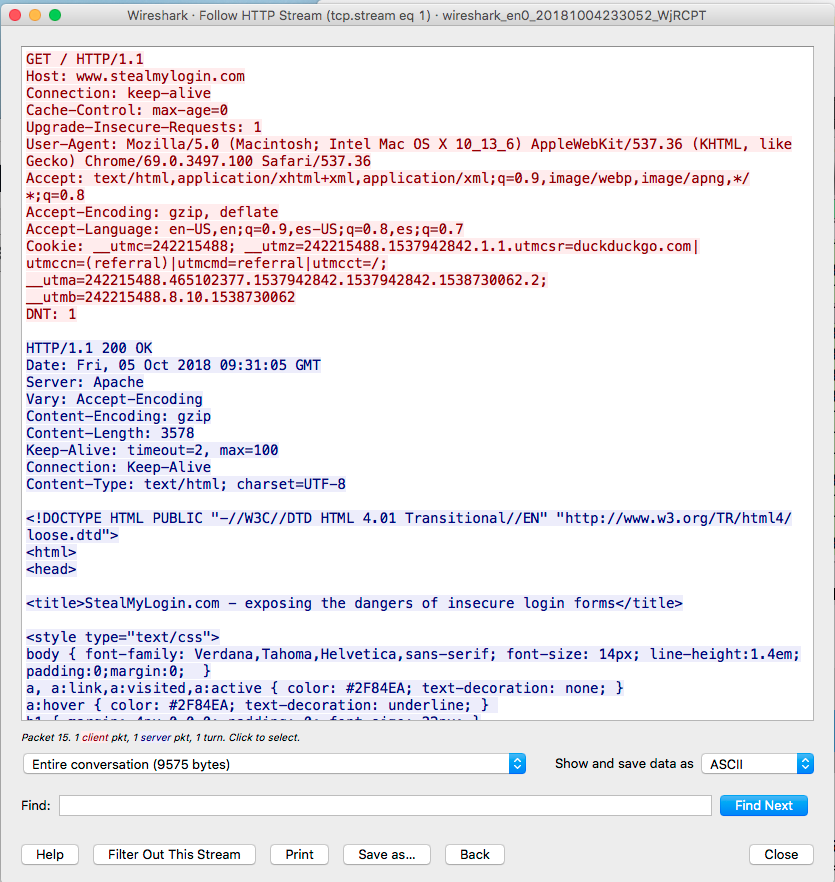 Wireshark · Follow HTTP Stream (tcp.stream eq 1) · wireshark_en0_20181004233052_WjRCPT
GET / HTTP/1.1
Host: www.stealmylogin.com
Connection: keep-alive
Cache-Control: max-age=0
Upgrade-Insecure-Requests: 1
User-Agent: Mozilla/5.0 (Macintosh; Intel Mac OS X 10_13_6) AppleWebKit/537.36 (KHTML, like
Gecko) Chrome/69.0.3497.100 Safari/537.36
Accept: text/html,application/xhtml+xml,application/xml;q=0.9,image/webp,image/apng,*/
*;q=0.8
Accept-Encoding: gzip, deflate
Accept-Language: en-US,en;q=0.9,es-US;q=0.8,es;q=0.7
Cookie: __utmc=242215488; __utmz=242215488.1537942842.1.1.utmcsr=duckduckgo.com|
utmccn=(referral)|utmcmd=referral|utmcct=/;
__utma=242215488.465102377.1537942842.1537942842.1538730062.2;
__utmb=242215488.8.10.1538730062
DNT: 1
HTTP/1.1 200 OK
Date: Fri, 05 Oct 2018 09:31:05 GMT
Server: Apache
Vary: Accept-Encoding
Content-Encoding: gzip
Content-Length: 3578
Keep-Alive: timeout=2, max=100
Connection: Keep-Alive
Content-Type: text/html; charset=UTF-8
<!DOCTYPE HTML PUBLIC "-//W3C//DTD HTML 4.01 Transitional//EN" "http://www.w3.org/TR/html4/
loose.dtd">
<html>
<head>
<title>StealMyLogin.com - exposing the dangers of insecure login forms</title>
<style type="text/css">
body { font-family: Verdana,Tahoma,Helvetica,sans-serif; font-size: 14px; line-height:1.4em;
padding:0;margin:0;  }
a, a:link,a:visited,a:active { color: #2F84EA; text-decoration: none; }
a:hover { color: #2F84EA; text-decoration: underline; }
Packet 15. 1 client pkt, 1 server pkt, 1 turn. Click to select.
Entire conversation (9575 bytes)
Show and save data as ASCII
Find:
Find Next
Help
Filter Out This Stream
Print
Save as...
Back
Close